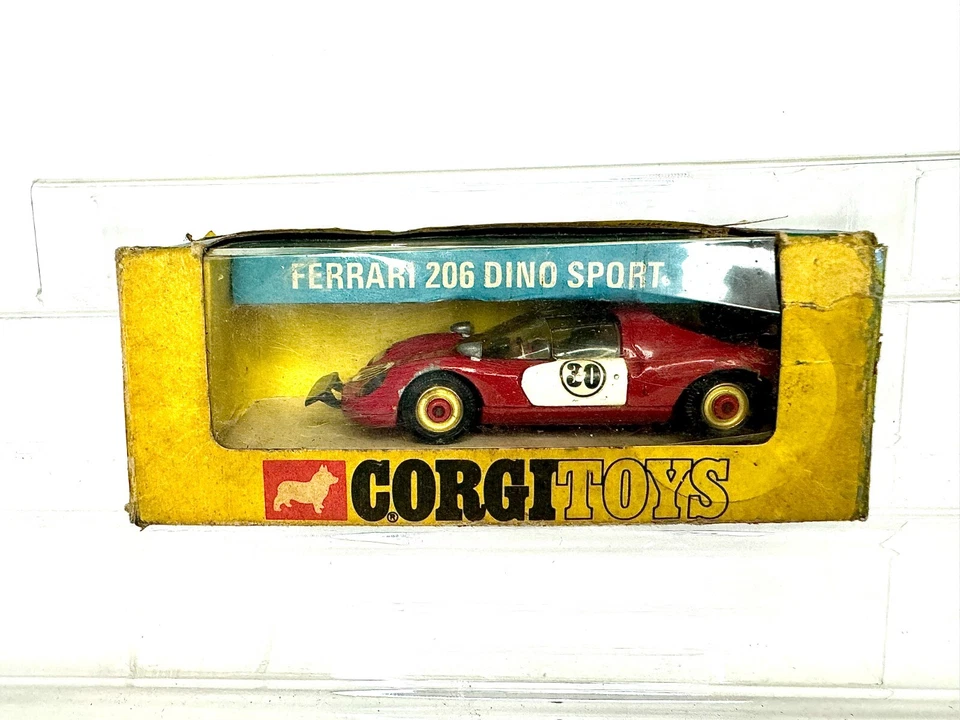 FERRARI 206 DINO SPORT
30
CORGI TOYS
®